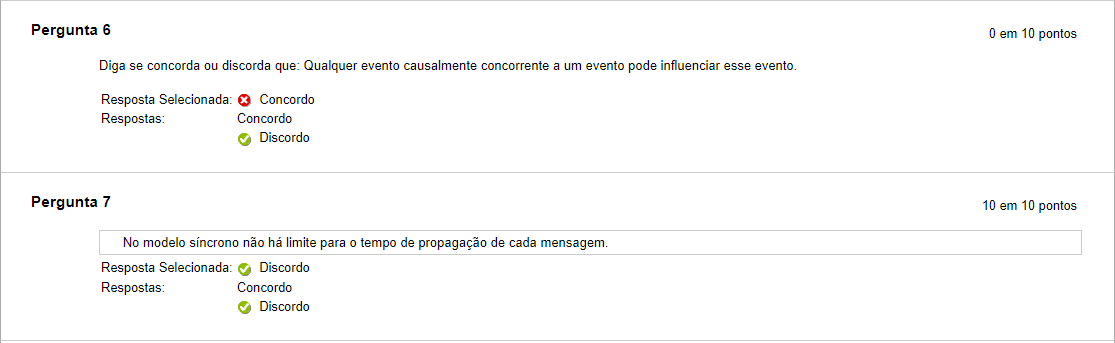 Pergunta 6
0 em 10 pontos
Diga se concorda ou discorda que: Qualquer evento causalmente concorrente a um evento pode influenciar esse evento.
Resposta Selecionada: Concordo
Respostas: Concordo
Discordo
Pergunta 7
10 em 10 pontos
No modelo síncrono não há limite para o tempo de propagação de cada mensagem.
Resposta Selecionada: Discordo
Respostas: Concordo
Discordo